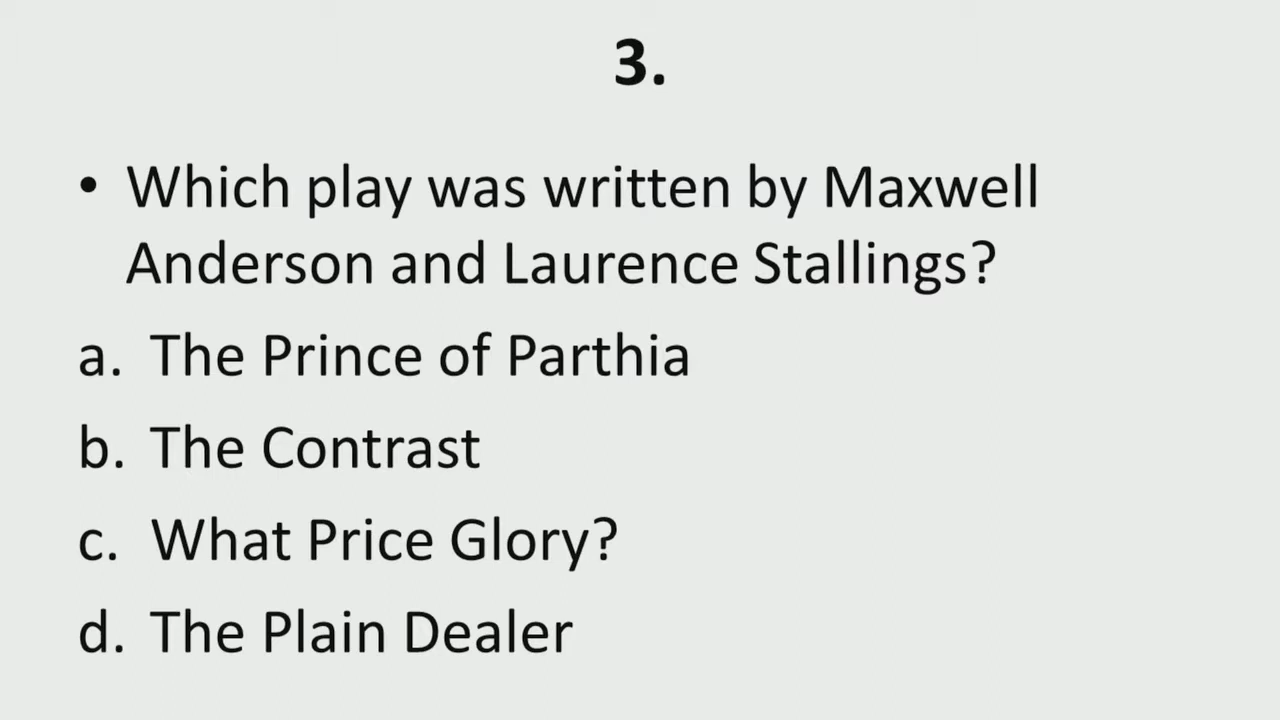 3.
• Which play was written by Maxwell
Anderson and Laurence Stallings?
a. The Prince of Parthia
b. The Contrast
c. What Price Glory?
d. The Plain Dealer